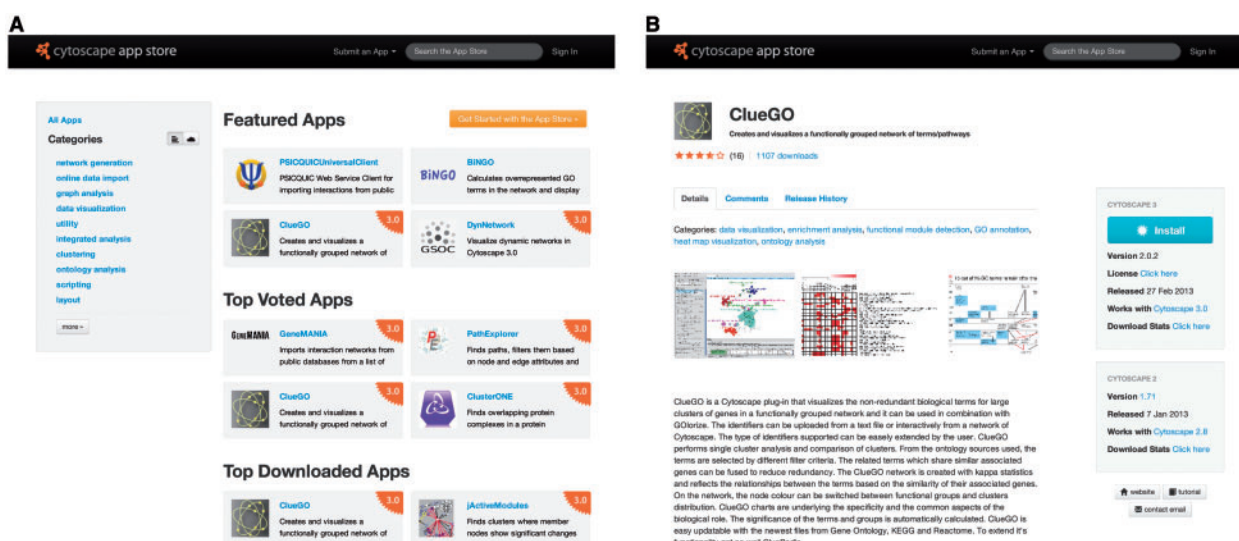 A
cytoscape app store
Submit an App
Search the App Store
Sign In
All Apps
Categories
network generation
online data import
graph analysis
data visualization
utility
integrated analysis
clustering
ontology analysis
scripting
layout
more »
Featured Apps
Get Started with the App Store »
PSICQUICUniversalClient
PSICQUIC Web Service Client for
importing interactions from public
BiNGO
BiNGO
Calculates overrepresented GO
terms in the network and display
3.0
ClueGO
Creates and visualizes a
functionally grouped network of
GSOC
3.0
DynNetwork
Visualize dynamic networks in
Cytoscape 3.0
Top Voted Apps
GENEMANIA
3.0
GeneMANIA
Imports interaction networks from
public databases from a list of
3.0
PathExplorer
Finds paths, filters them based
on node and edge attributes and
3.0
ClueGO
Creates and visualizes a
functionally grouped network of
3.0
ClusterONE
Finds overlapping protein
complexes in a protein
Top Downloaded Apps
3.0
ClueGO
Creates and visualizes a
functionally grouped network of
3.0
jActiveModules
Finds clusters where member
nodes show significant changes
B
cytoscape app store
Submit an App
Search the App Store
Sign In
ClueGO
Creates and visualizes a functionally grouped network of terms/pathways
(16) 1107 downloads
Details Comments Release History
Categories: data visualization, enrichment analysis, functional module detection, GO annotation,
heat map visualization, ontology analysis
ClueGO is a Cytoscape plug-in that visualizes the non-redundant biological terms for large
clusters of genes in a functionally grouped network and it can be used in combination with
GOlorize. The identifiers can be uploaded from a text file or interactively from a network of
Cytoscape. The type of identifiers supported can be easely extended by the user. ClueGO
performs single cluster analysis and comparison of clusters. From the ontology sources used, the
terms are selected by different filter criteria. The related terms which share similar associated
genes can be fused to reduce redundancy. The ClueGO network is created with kappa statistics
and reflects the relationships between the terms based on the similarity of their associated genes.
On the network, the node colour can be switched between functional groups and clusters
distribution. ClueGO charts are underlying the specificity and the common aspects of the
biological role. The significance of the terms and groups is automatically calculated. ClueGO is
easy updatable with the newest files from Gene Ontology, KEGG and Reactome. To extend it's
CYTOSCAPE 3
Install
Version 2.0.2
License Click here
Released 27 Feb 2013
Works with Cytoscape 3.0
Download Stats Click here
CYTOSCAPE 2
Version 1.71
Released 7 Jan 2013
Works with Cytoscape 2.8
Download Stats Click here
website tutorial
contact email